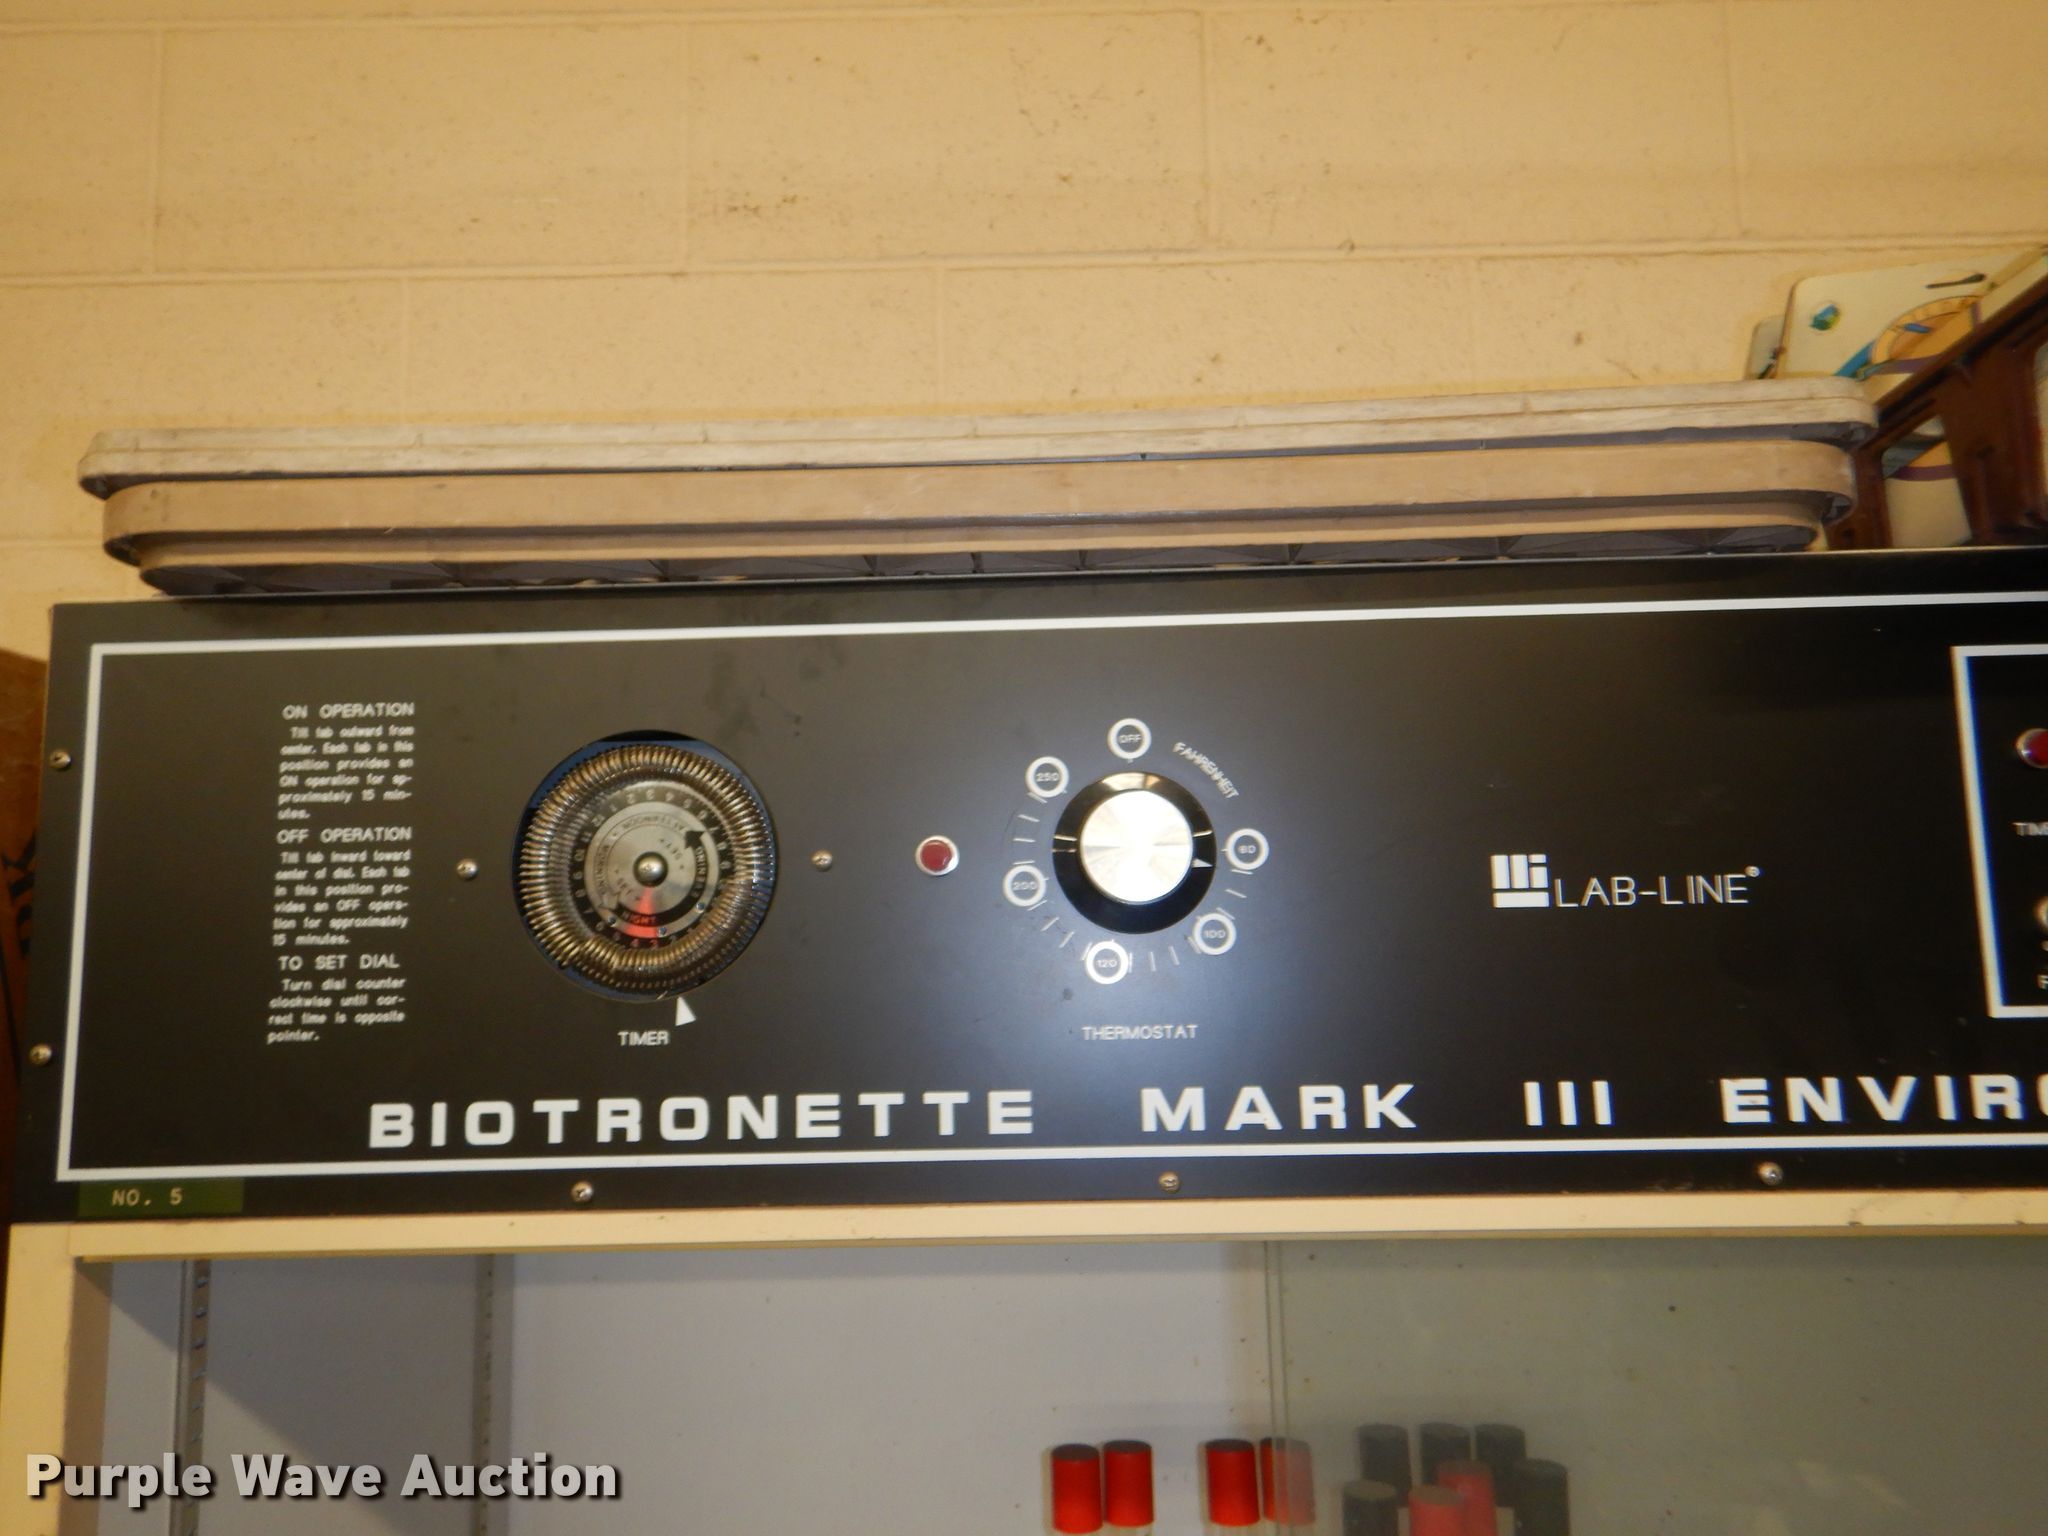 ON OPERATION
Tilt tab outward from
center. Each tab in this
position provides an
ON operation for ap-
proximately 15 min-
utes.
OFF OPERATION
Tilt tab inward toward
center of dial. Each tab
in this position pro-
vides an OFF opera-
tion for approximately
15 minutes.
TO SET DIAL
Turn dial counter
clockwise until cor-
rect time is opposite
pointer.
AFTERNOON
NIGHT
TIMER
OFF
FAHRENHEIT
250
60
200
100
120
THERMOSTAT
LAB-LINE®
TIM
F
BIOTRONETTE MARK III ENVIRO
NO. 5
Purple Wave Auction